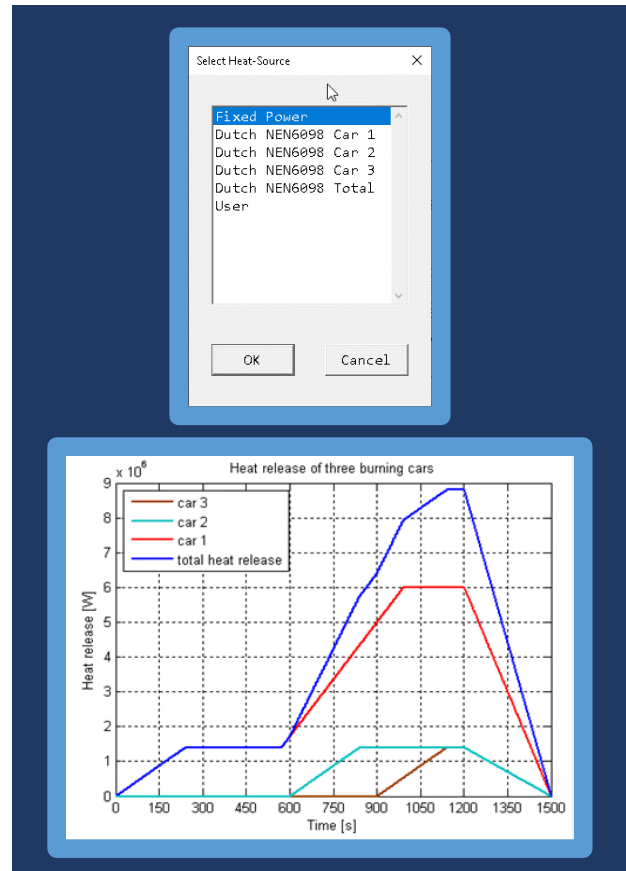 Select Heat-Source
Fixed Power
Dutch NEN6098 Car 1
Dutch NEN6098 Car 2
Dutch NEN6098 Car 3
Dutch NEN6098 Total
User
OK Cancel
x 10⁶ Heat release of three burning cars
9
8
7
6
5
4
3
2
1
0
car 3
car 2
car 1
total heat release
Heat release [W]
0 150 300 450 600 750 900 1050 1200 1350 1500
Time [s]